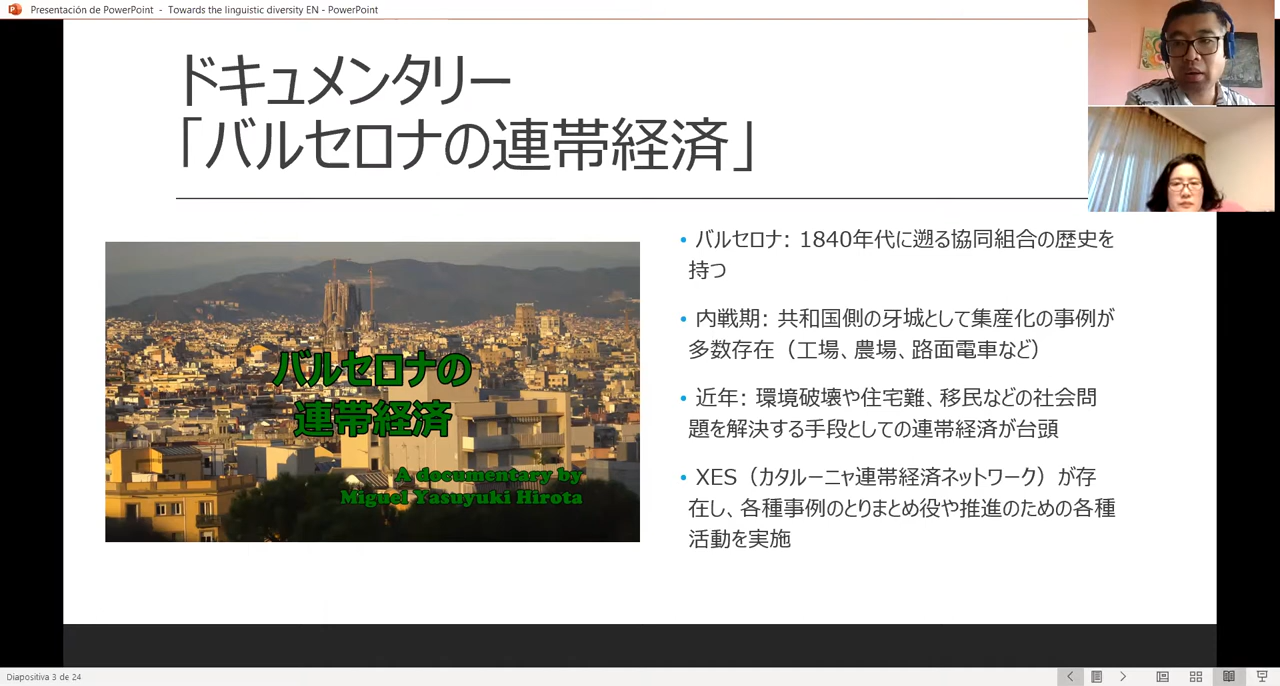 Presentación de PowerPoint - Towards the linguistic diversity EN - PowerPoint
ドキュメンタリー
「バルセロナの連帯経済」
バルセロナの
連帯経済
A documentary by
Miguel Yasuyuki Hirota
• バルセロナ: 1840年代に遡る協同組合の歴史を
持つ
• 内戦期: 共和国側の牙城として集産化の事例が
多数存在（工場、農場、路面電車など）
• 近年: 環境破壊や住宅難、移民などの社会問
題を解決する手段としての連帯経済が台頭
• XES（カタルーニャ連帯経済ネットワーク）が存
在し、各種事例のとりまとめ役や推進のための各種
活動を実施
Diapositiva 3 de 24